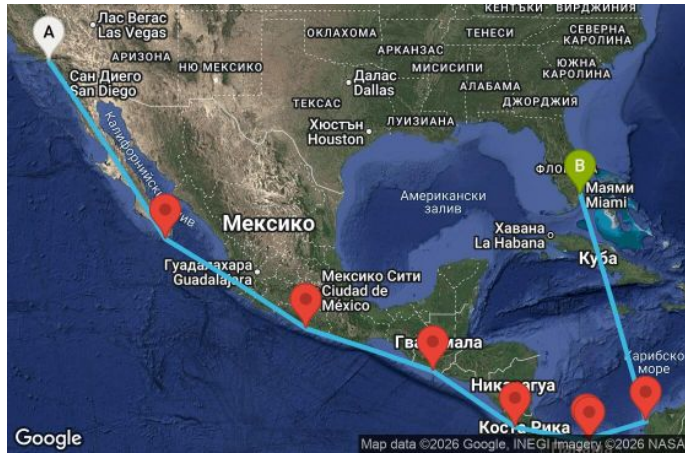 КЕНТЪКИ
ВИРДЖИНИЯ
Лас Вегас
Las Vegas
ОКЛАХОМА
ТЕНЕСИ
СЕВЕРНА
КАРОЛИНА
A
АРИЗОНА
АРКАНЗАС
НЮ МЕКСИКО
МИСИСИПИ
ЮЖНА
КАРОЛИНА
Сан Диего
San Diego
Далас
Dallas
АЛАБАМА
ТЕКСАС
ДЖОРДЖИЯ
Хюстън
Houston
ЛУИЗИАНА
Калифорнийски
B
Маями
Miami
Американски
залив
Мексико
Хавана
La Habana
Куба
Гуадалахара
Guadalajara
Мексико Сити
Ciudad de
México
море
Никарагуа
Коста Рика
Google
Map data ©2026 Google, INEGI Imagery ©2026 NASA